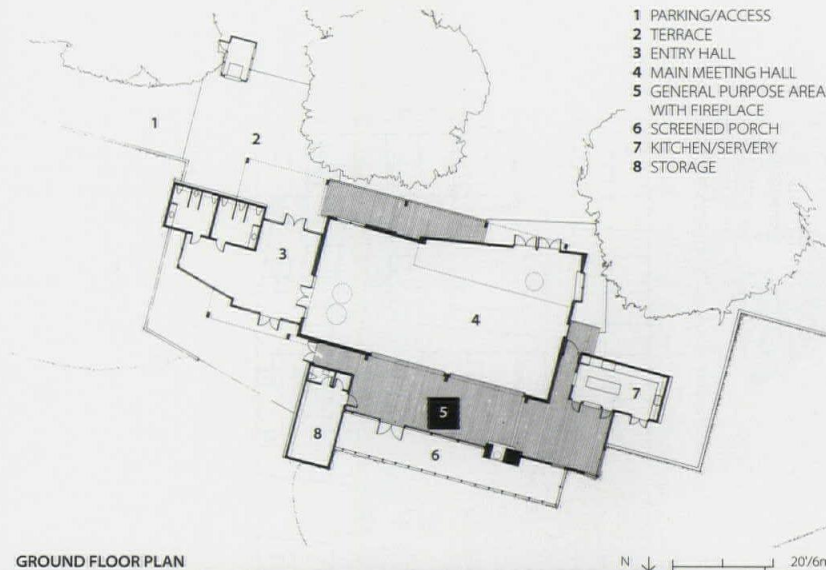 1 PARKING/ACCESS
2 TERRACE
3 ENTRY HALL
4 MAIN MEETING HALL
5 GENERAL PURPOSE AREA
WITH FIREPLACE
6 SCREENED PORCH
7 KITCHEN/SERVERY
8 STORAGE
1
2
3
4
7
5
8
6
GROUND FLOOR PLAN
N
20'/6m